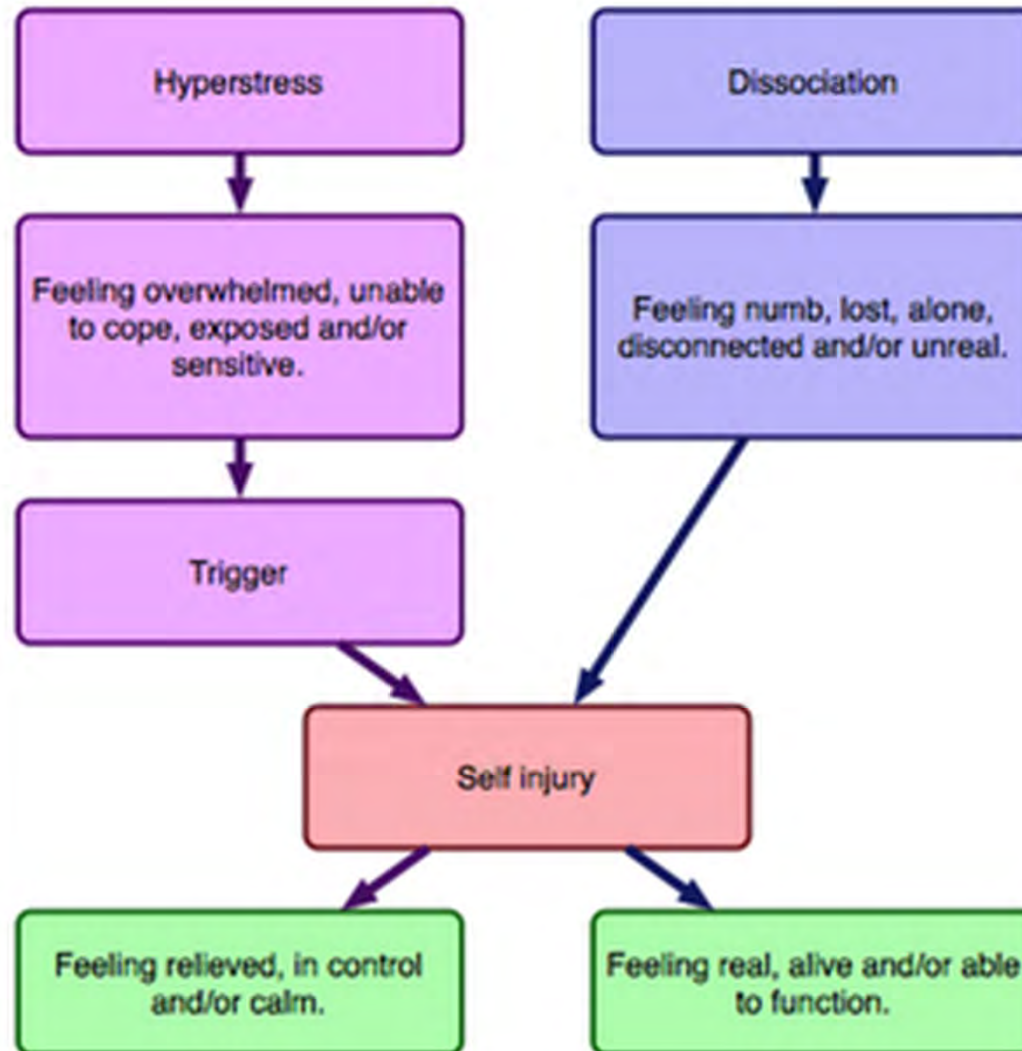 Hyperstress
Dissociation
Feeling overwhelmed, unable
to cope, exposed and/or
sensitive.
Feeling numb, lost, alone,
disconnected and/or unreal.
Trigger
Self injury
Feeling relieved, in control
and/or calm.
Feeling real, alive and/or able
to function.